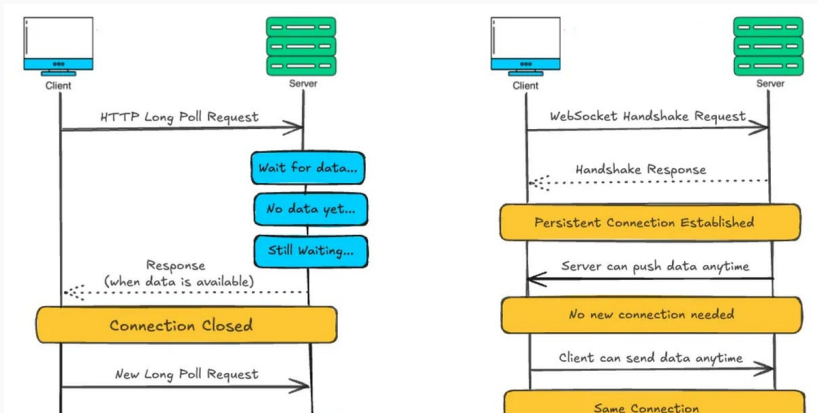 Client
Server
HTTP Long Poll Request
Wait for data...
No data yet...
Still Waiting...
Response
(when data is available)
Connection Closed
New Long Poll Request
Client
Server
WebSocket Handshake Request
Handshake Response
Persistent Connection Established
Server can push data anytime
No new connection needed
Client can send data anytime
Same Connection